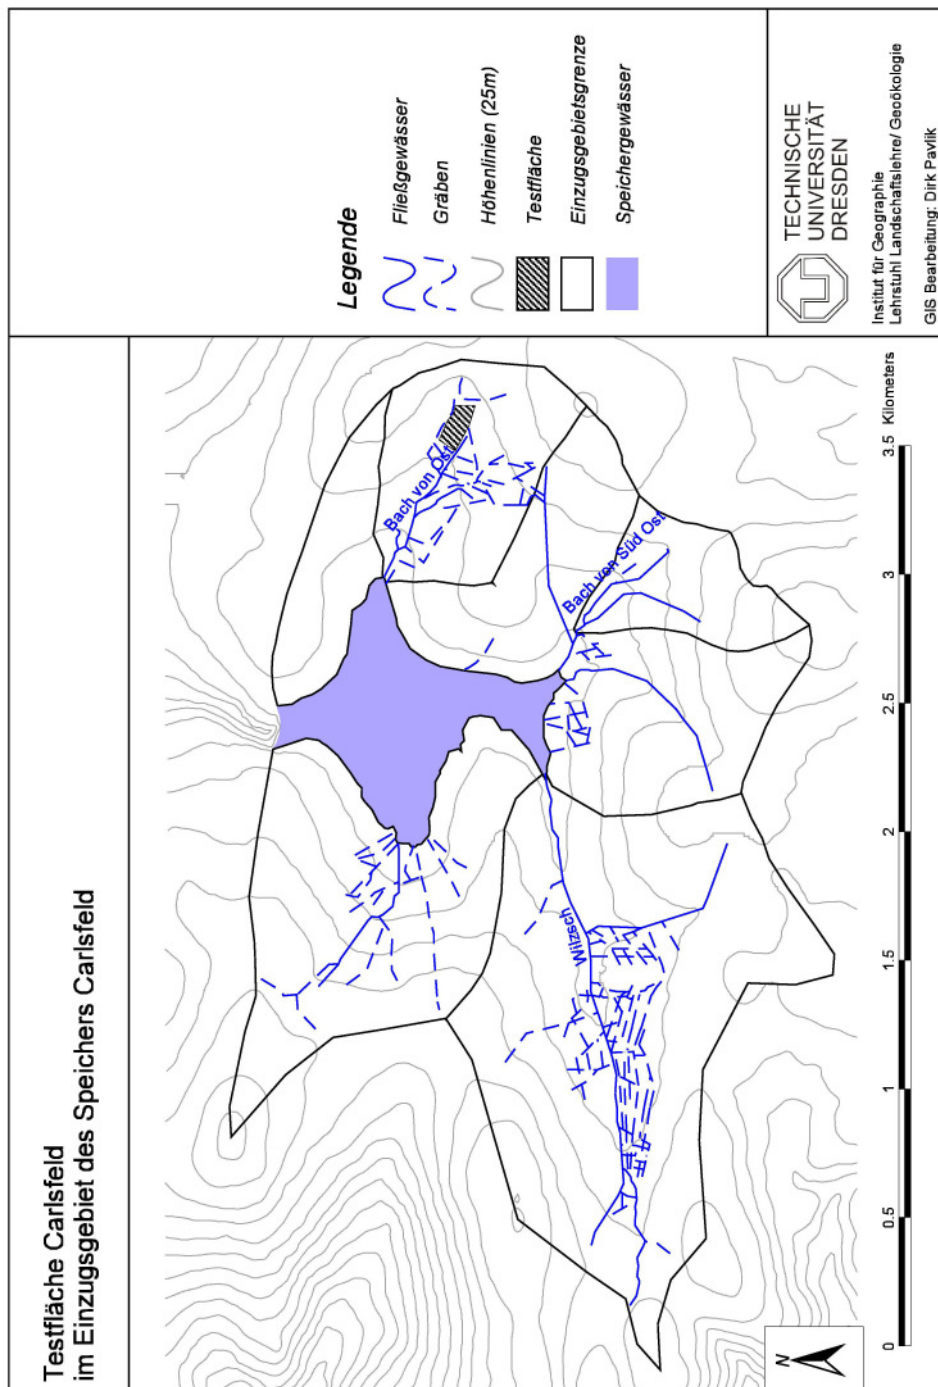 Testfläche Carlsfeld
im Einzugsgebiet des Speichers Carlsfeld
Bach von Ost
Bach von Süd Ost
Wilzsch
N
0
0.5
1
1.5
2
2.5
3
3.5
Kilometers
Legende
Fließgewässer
Gräben
Höhenlinien (25m)
Testfläche
Einzugsgebietsgrenze
Speichergewässer
TECHNISCHE
UNIVERSITÄT
DRESDEN
Institut für Geographie
Lehrstuhl Landschaftslehre/ Geoökologie
GIS Bearbeitung: Dirk Pavlik